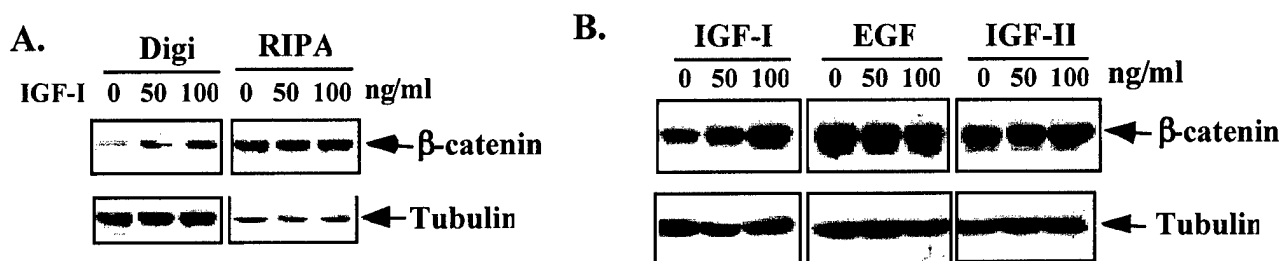 A.
Digi RIPA
IGF-I 0 50 100 0 50 100 ng/ml
β-catenin
Tubulin
B.
IGF-I EGF IGF-II
0 50 100 0 50 100 0 50 100 ng/ml
β-catenin
Tubulin